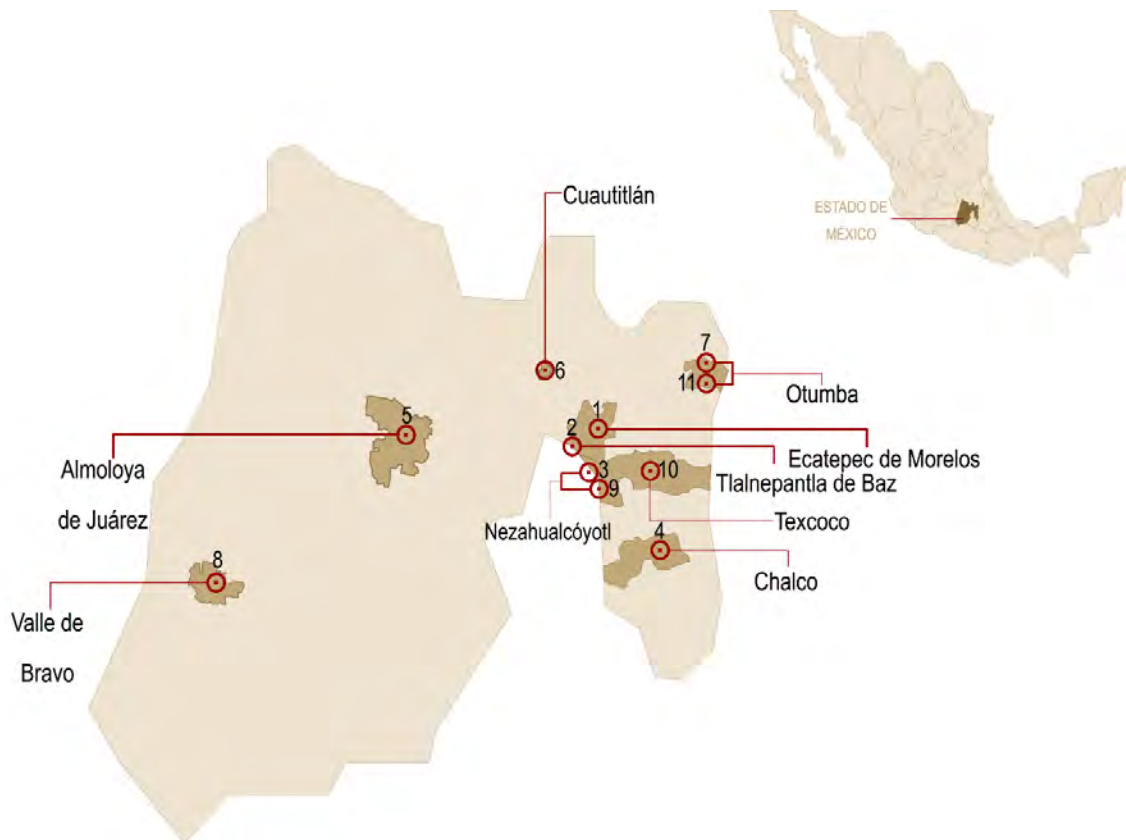 Cuautitlán
ESTADO DE
MÉXICO
6
7
11
Otumba
5
1
2
Almoloya
de Juárez
Ecatepec de Morelos
Tlalnepantla de Baz
3
10
9
Nezahualcóyotl
Texcoco
4
Chalco
8
Valle de
Bravo